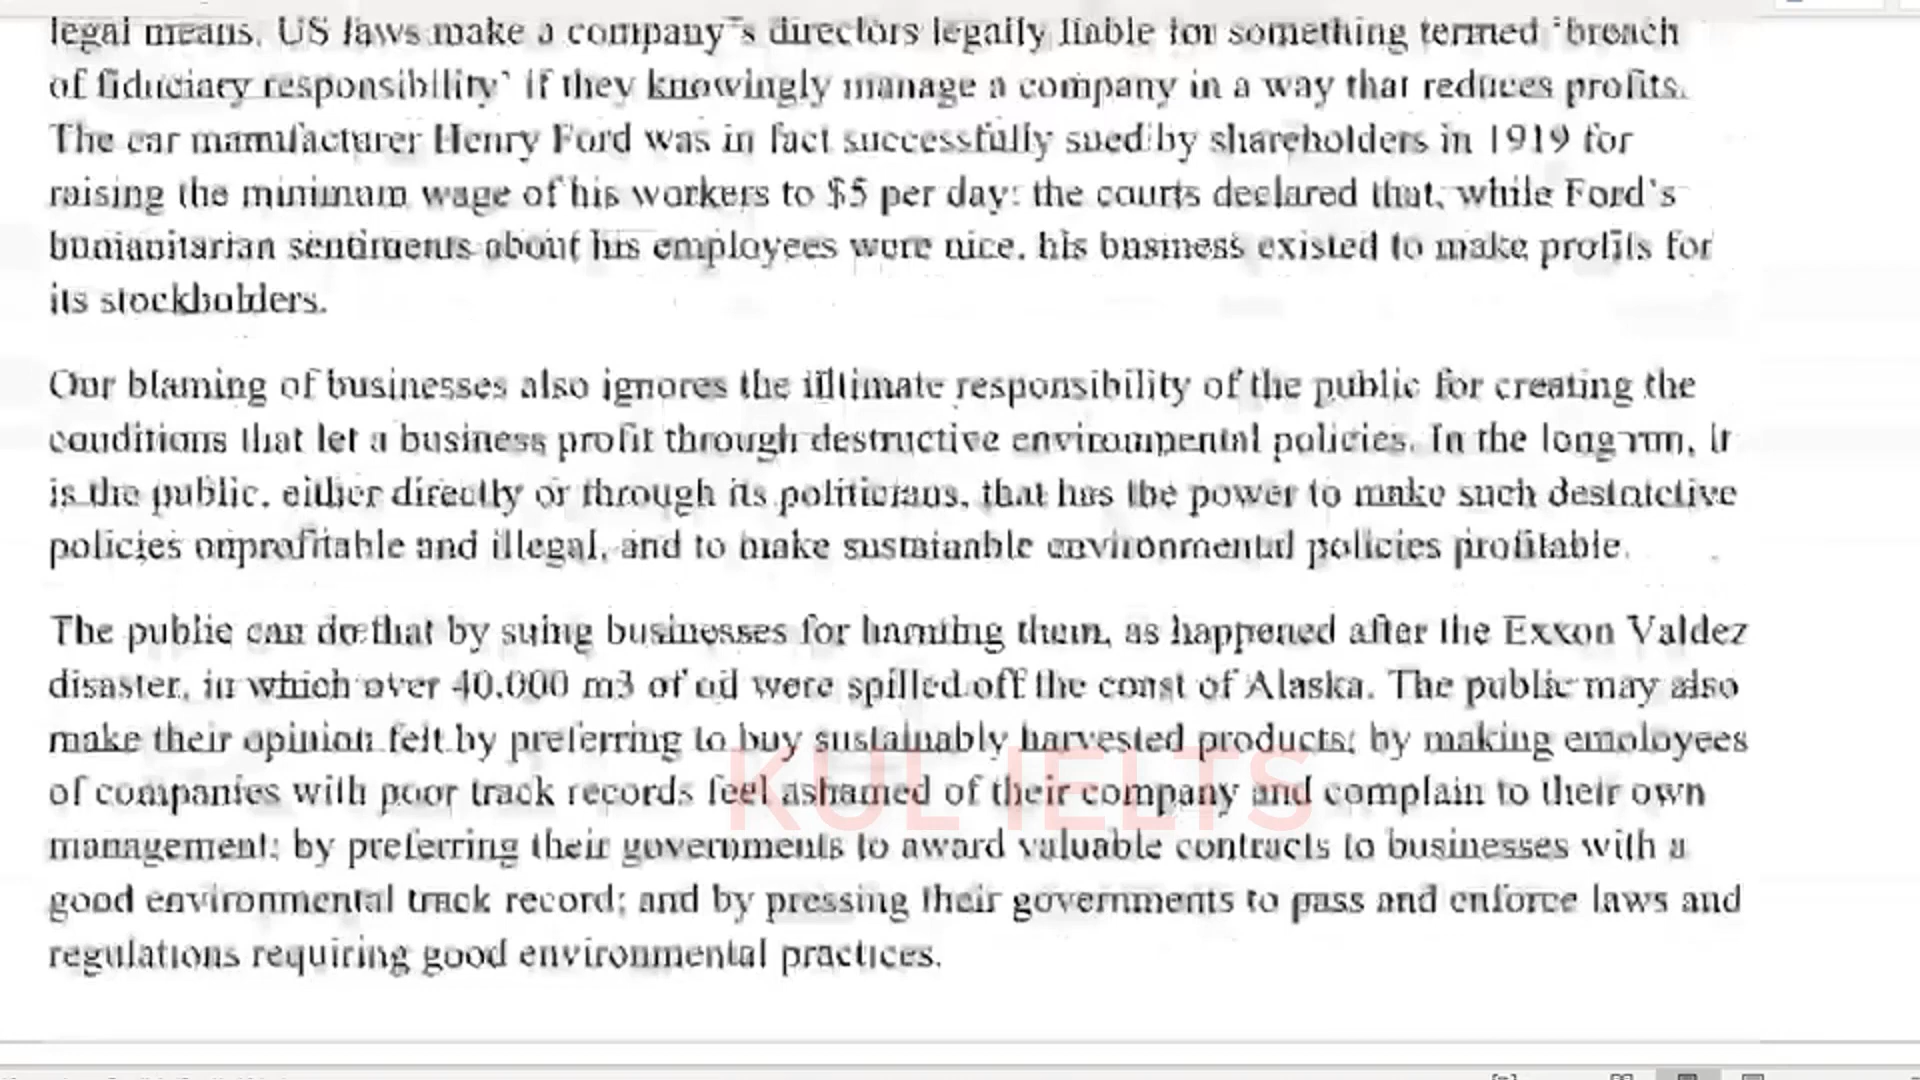 legal means. US laws make a company's directors legally liable for something termed 'breach
of fiduciary responsibility' if they knowingly manage a company in a way that reduces profits.
The car manufacturer Henry Ford was in fact successfully sued by shareholders in 1919 for
raising the minimum wage of his workers to $5 per day: the courts declared that, while Ford's
humanitarian sentiments about his employees were nice, his business existed to make profits for
its stockholders.
Our blaming of businesses also ignores the ultimate responsibility of the public for creating the
conditions that let a business profit through destructive environmental policies. In the long run, it
is the public, either directly or through its politicians, that has the power to make such destructive
policies unprofitable and illegal, and to make sustainable environmental policies profitable.
The public can do that by suing businesses for harming them, as happened after the Exxon Valdez
disaster, in which over 40,000 m3 of oil were spilled off the coast of Alaska. The public may also
make their opinion felt by preferring to buy sustainably harvested products; by making employees
of companies with poor track records feel ashamed of their company and complain to their own
KUL IELTS
management; by preferring their governments to award valuable contracts to businesses with a
good environmental track record; and by pressing their governments to pass and enforce laws and
regulations requiring good environmental practices.